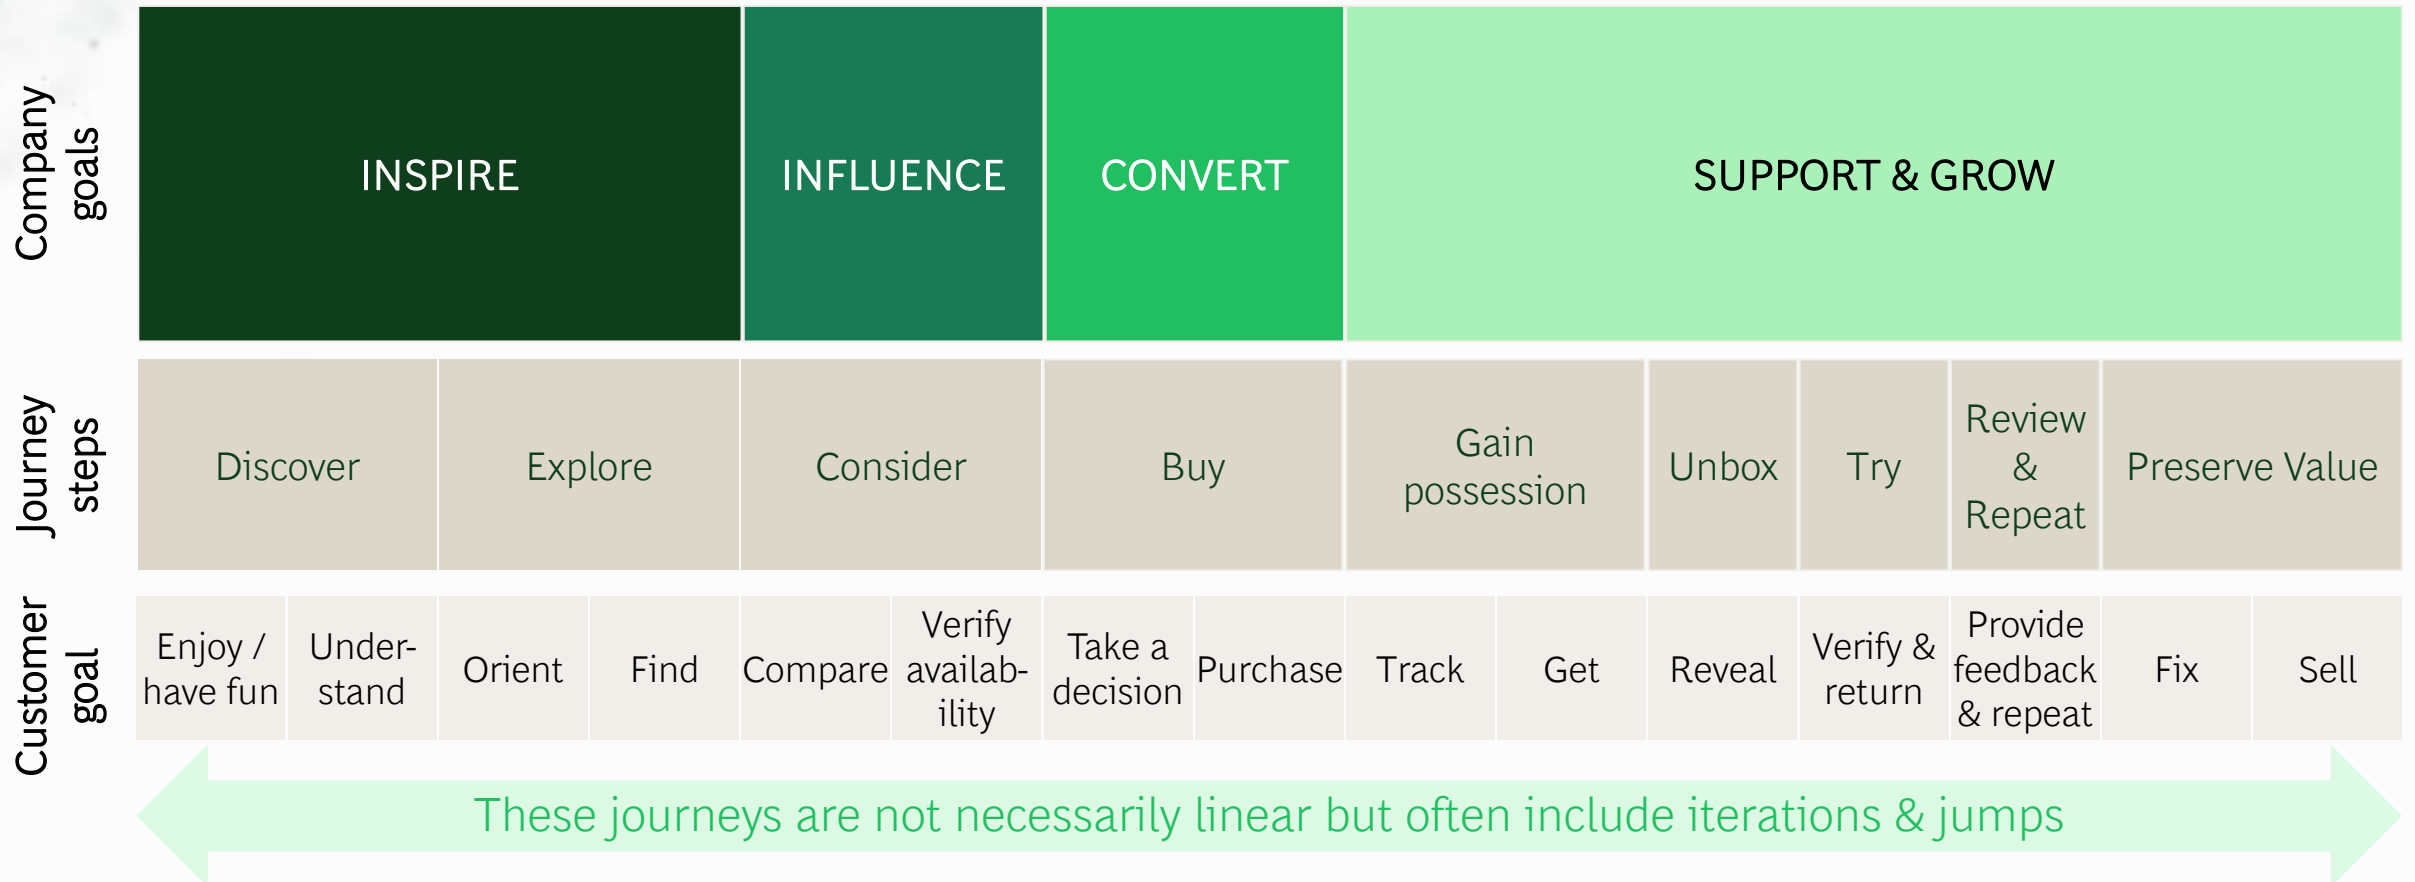 Company
goals
INSPIRE
INFLUENCE
CONVERT
SUPPORT & GROW
Journey
steps
Discover
Explore
Consider
Buy
Gain
possession
Unbox
Try
Review
&
Repeat
Preserve Value
Customer
goal
Enjoy /
have fun
Under-
stand
Orient
Find
Compare
Verify
availab-
ility
Take a
decision
Purchase
Track
Get
Reveal
Verify &
return
Provide
feedback
& repeat
Fix
Sell
These journeys are not necessarily linear but often include iterations & jumps